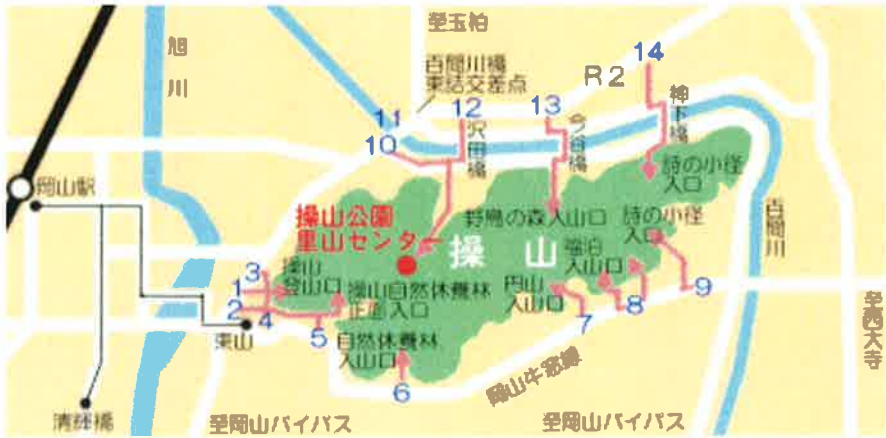 至玉柏
旭
川
百間川橋
東詰交差点
14
R2
11
12
13
10
沢田橋
今谷橋
神下橋
岡山駅
詩の小径
入口
操山公園
里山センター
野鳥の森入山口
詩の小径
入口
百間川
操山
操山
登山口
福泊
入山口
3
1
2
4
操山自然休養林
正面入口
円山
入山口
9
8
7
至西大寺
東山
5
自然休養林
入山口
6
岡山牛窓線
清輝橋
至岡山バイパス
至岡山バイパス